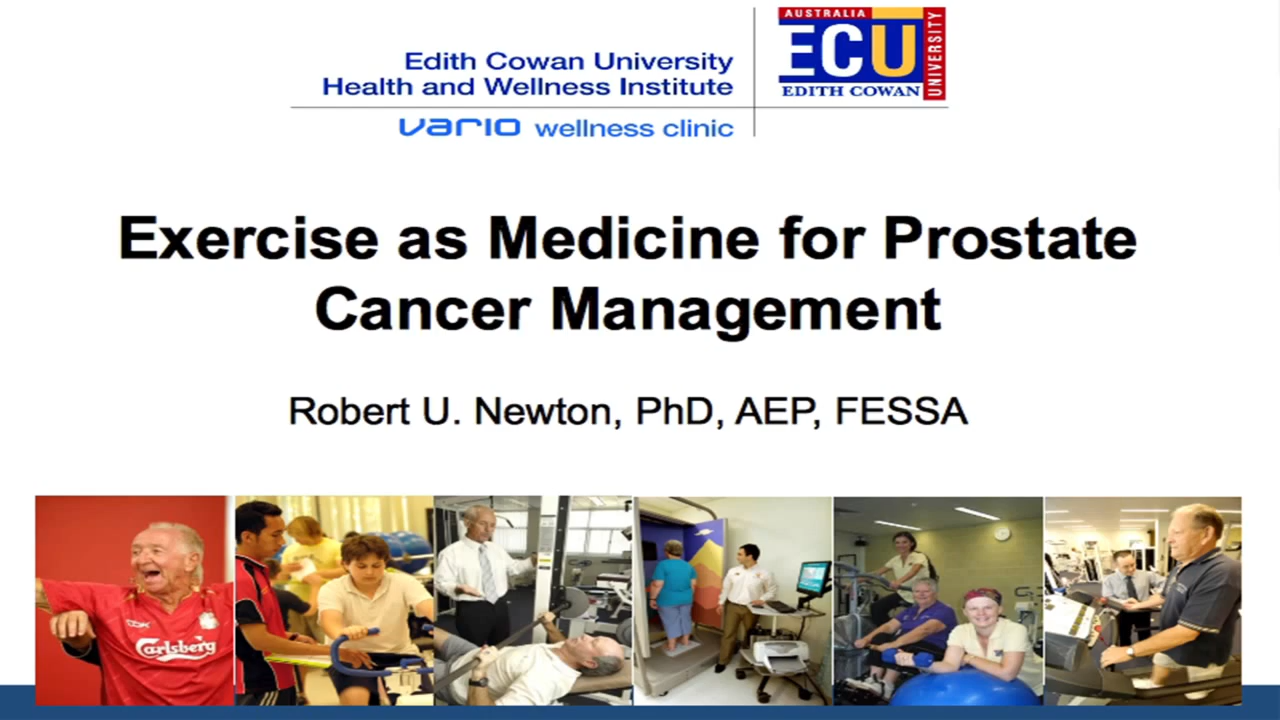 AUSTRALIA
ECU
UNIVERSITY
EDITH COWAN
Edith Cowan University
Health and Wellness Institute
vario wellness clinic
Exercise as Medicine for Prostate
Cancer Management
Robert U. Newton, PhD, AEP, FESSA
Carlsberg